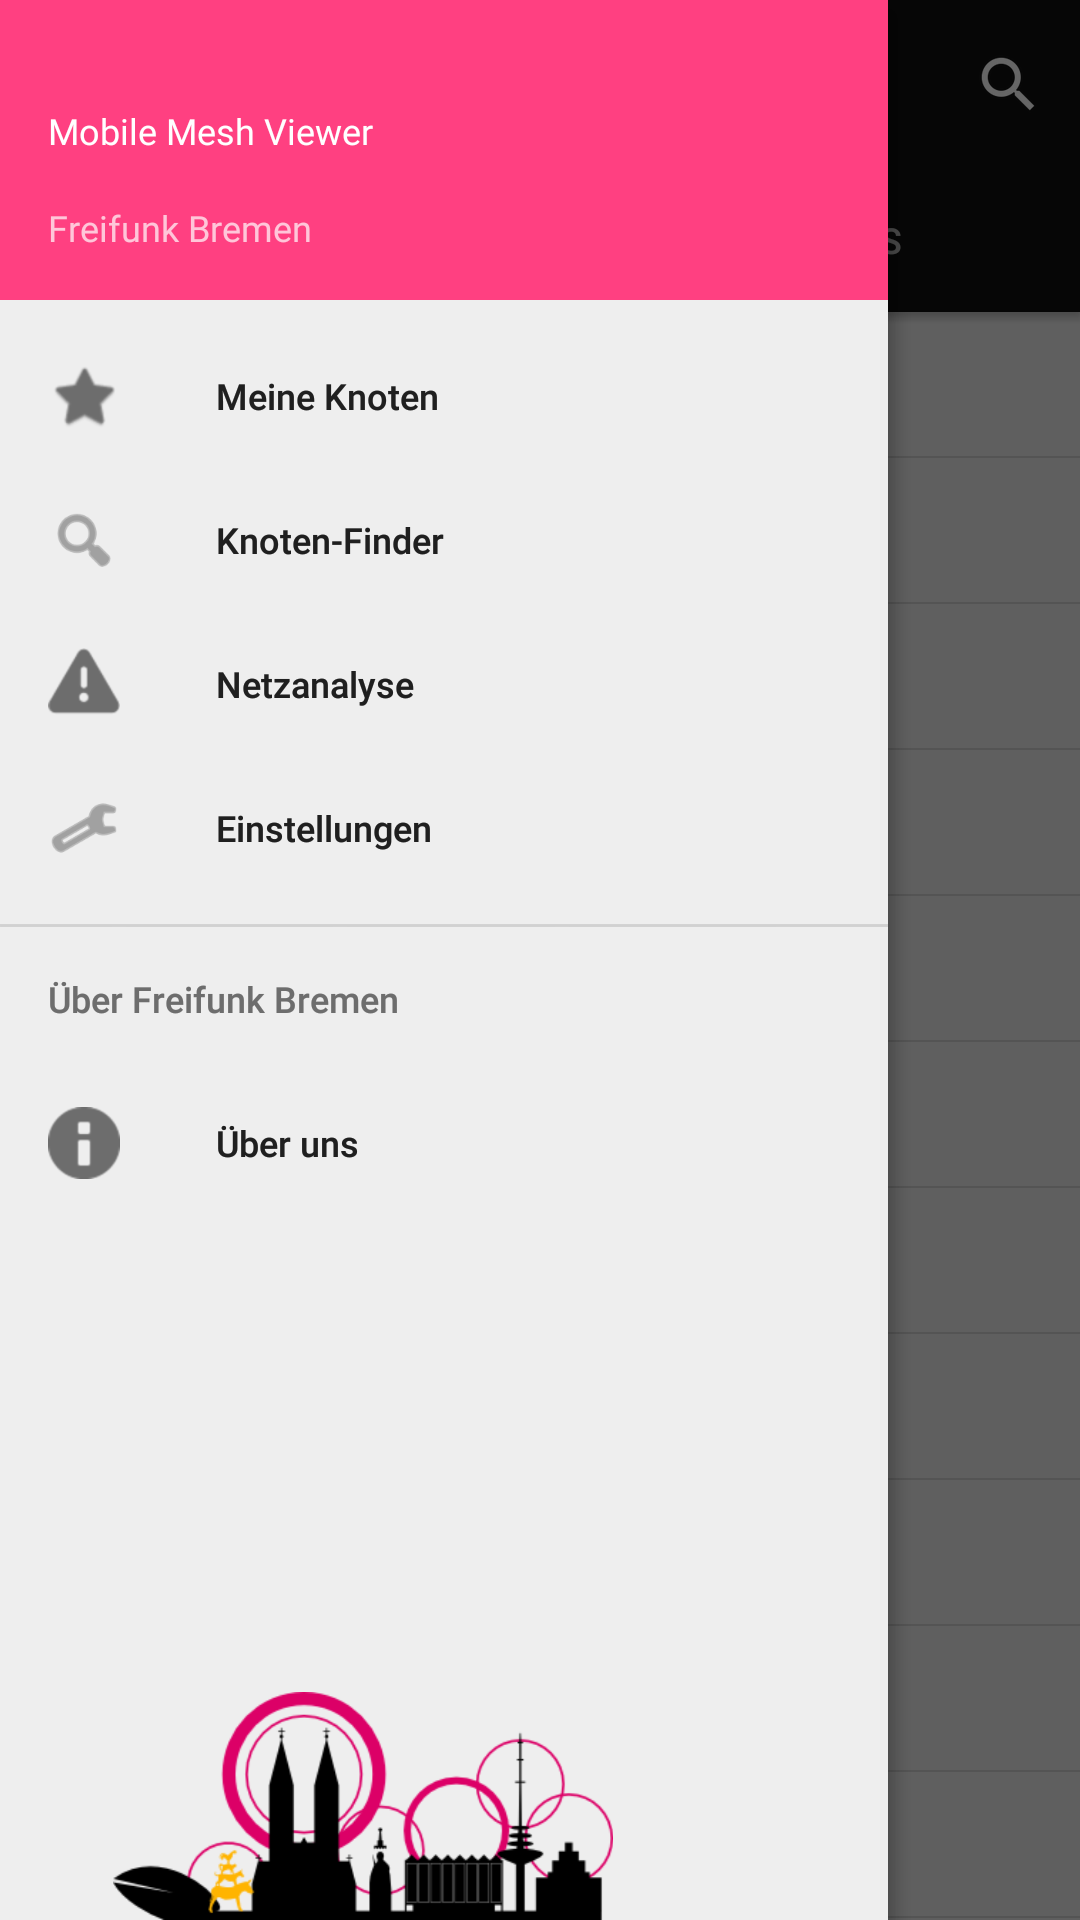 Mobile Mesh Viewer
Freifunk Bremen
Meine Knoten
Knoten-Finder
Netzanalyse
Einstellungen
Über Freifunk Bremen
Über uns